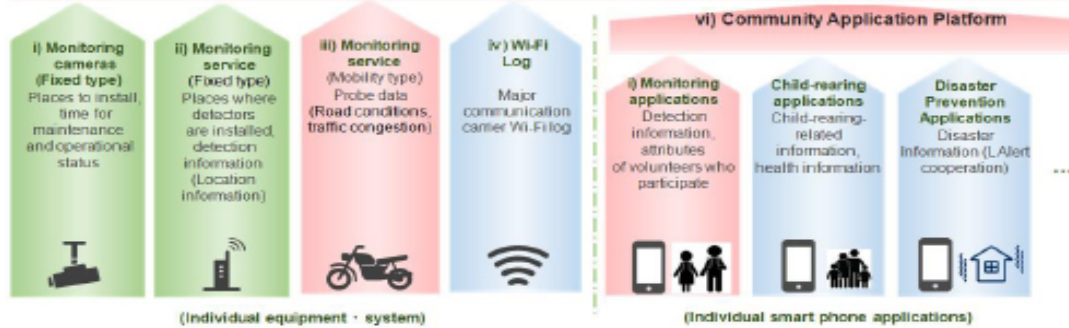 i) Monitoring
cameras
(Fixed type)
Places to install,
time for
maintenance
and operational
status
ii) Monitoring
service
(Fixed type)
Places where
detectors
are installed,
detection
information
(Location
information)
iii) Monitoring
service
(Mobility type)
Probe data
(Road conditions,
traffic congestion)
iv) Wi-Fi
Log
Major
communication
carrier Wi-Fi log
(Individual equipment・system)
vi) Community Application Platform
i) Monitoring
applications
Detection
information,
attributes
of volunteers who
participate
Child-rearing
applications
Child-rearing-
related
information,
health information
Disaster
Prevention
Applications
Disaster
Information (LAlert
cooperation)
...
(Individual smart phone applications)